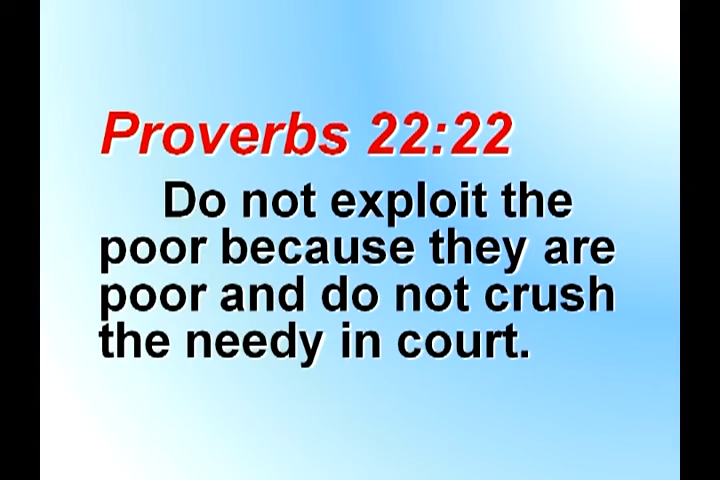 Proverbs 22:22
Do not exploit the
poor because they are
poor and do not crush
the needy in court.